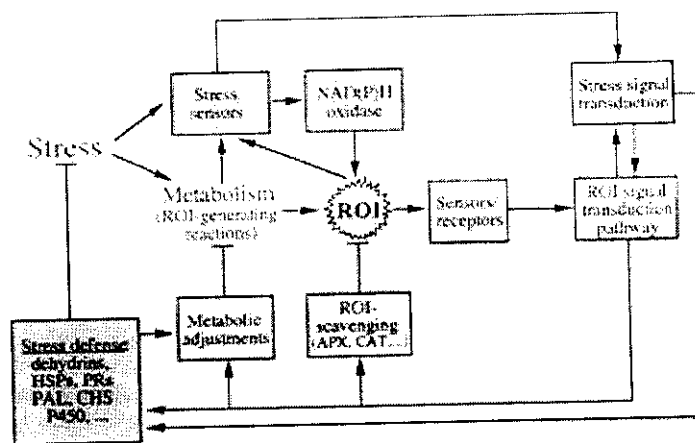 Stress
sensors
NAD(P)H
oxidase
Stress signal
transduction
Stress
Metabolism
(ROI-generating
reactions)
ROI
Sensors/
receptors
ROI signal
transduction
pathway
Metabolic
adjustments
ROI-
scavenging
(APX, CAT...)
Stress defense
dehydrins,
HSPs, PRs
PAL, CHS
P450, ...